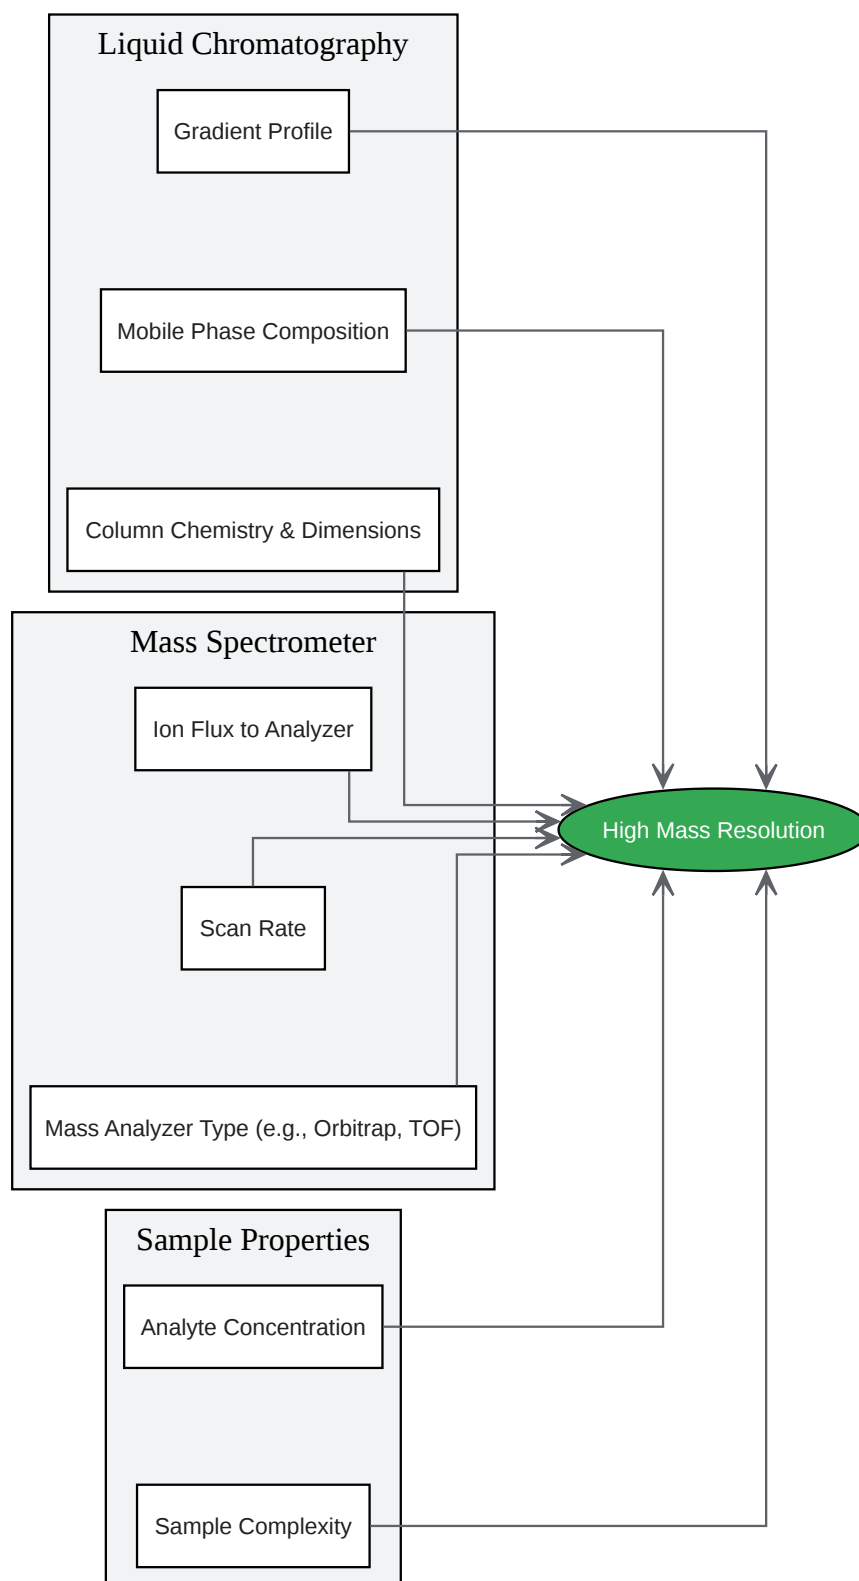 Liquid Chromatography
Gradient Profile
Mobile Phase Composition
Column Chemistry & Dimensions
Mass Spectrometer
Ion Flux to Analyzer
High Mass Resolution
Scan Rate
Mass Analyzer Type (e.g., Orbitrap, TOF)
Sample Properties
Analyte Concentration
Sample Complexity